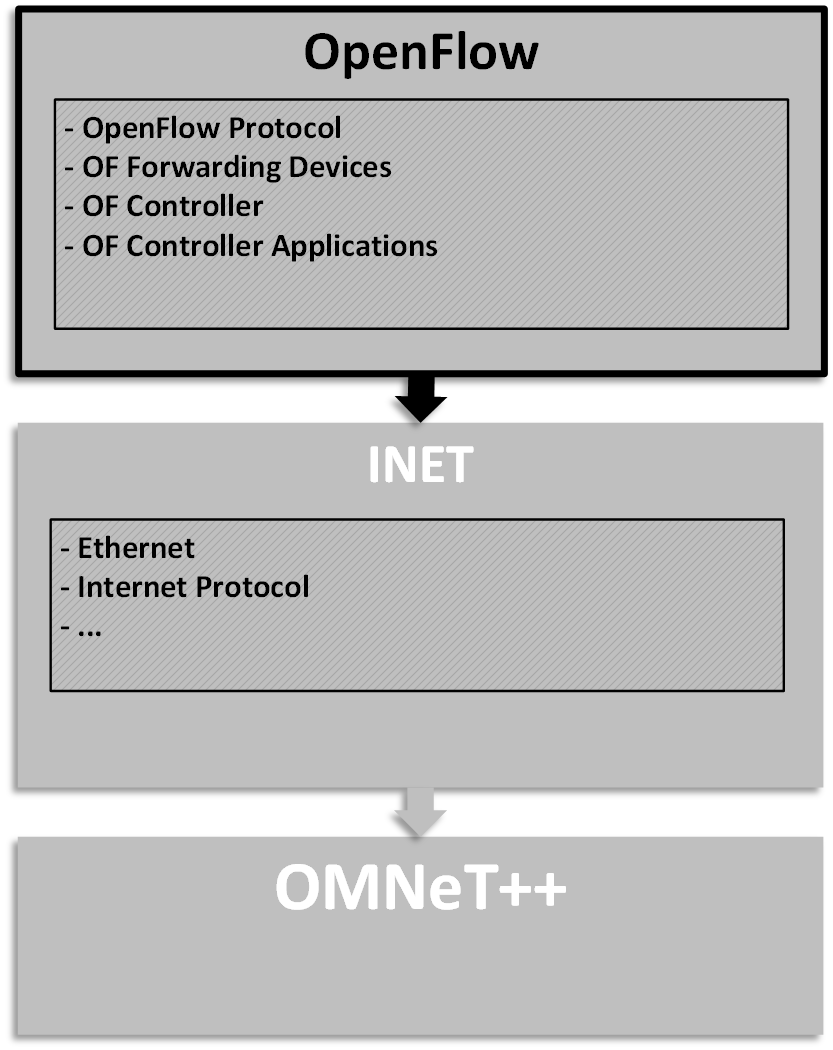 OpenFlow
- OpenFlow Protocol
- OF Forwarding Devices
- OF Controller
- OF Controller Applications
INET
- Ethernet
- Internet Protocol
- ...
OMNeT++